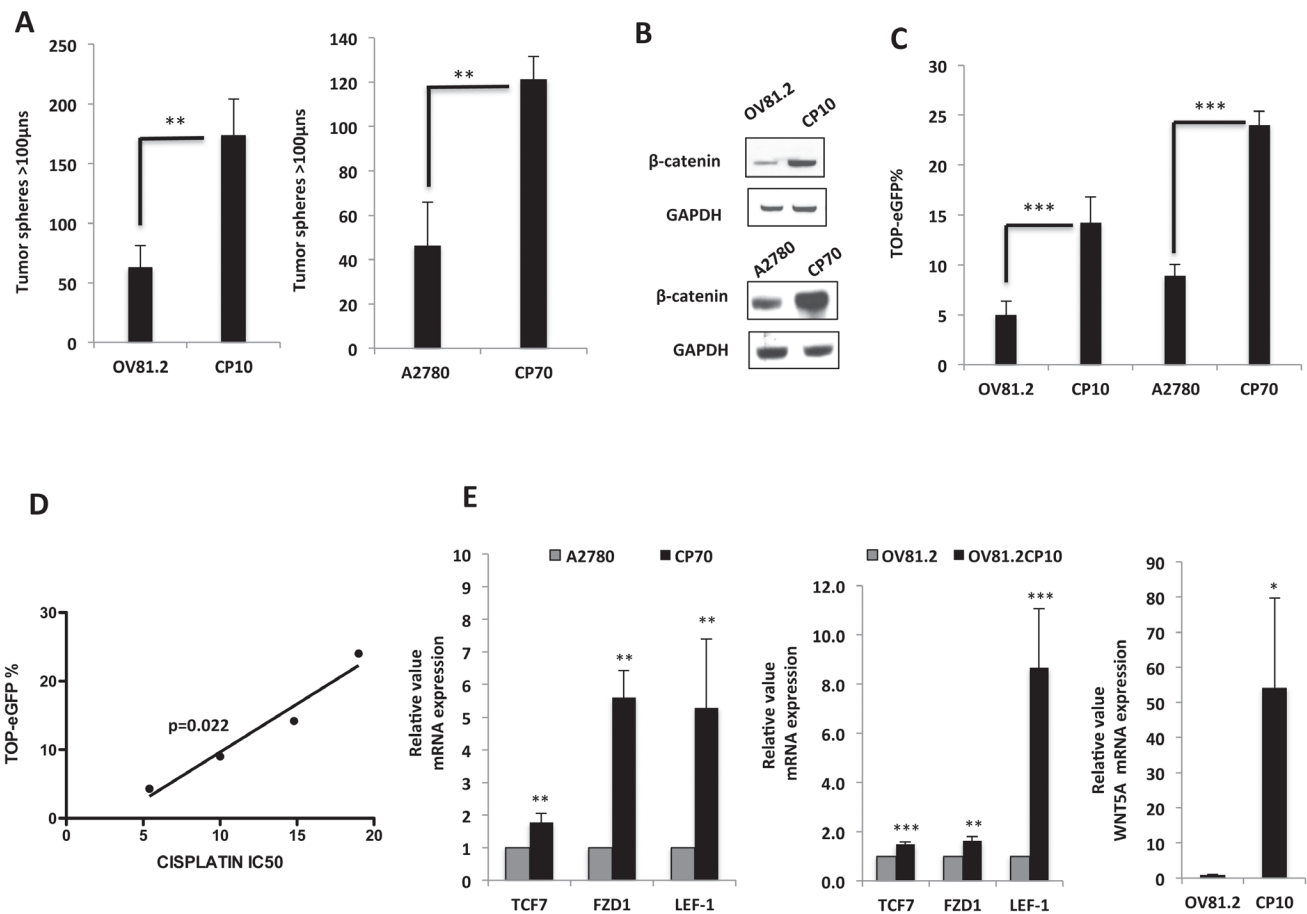 A
Tumor spheres >100μns
250
200
150
100
50
0
**
OV81.2 CP10
Tumor spheres >100μns
140
120
100
80
60
40
20
0
**
A2780 CP70
B
OV81.2 CP10
β-catenin
GAPDH
A2780 CP70
β-catenin
GAPDH
C
TOP-eGFP%
30
25
20
15
10
5
0
***
***
OV81.2 CP10 A2780 CP70
D
TOP-eGFP %
30
20
10
0
p=0.022
0 5 10 15 20
CISPLATIN IC50
E
A2780 CP70
Relative value
mRNA expression
10
9
8
7
6
5
4
3
2
1
0
**
**
**
TCF7 FZD1 LEF-1
OV81.2 OV81.2CP10
Relative value
mRNA expression
12.0
10.0
8.0
6.0
4.0
2.0
0.0
***
**
***
TCF7 FZD1 LEF-1
Relative value
WNT5A mRNA expression
90
80
70
60
50
40
30
20
10
0
*
OV81.2 CP10